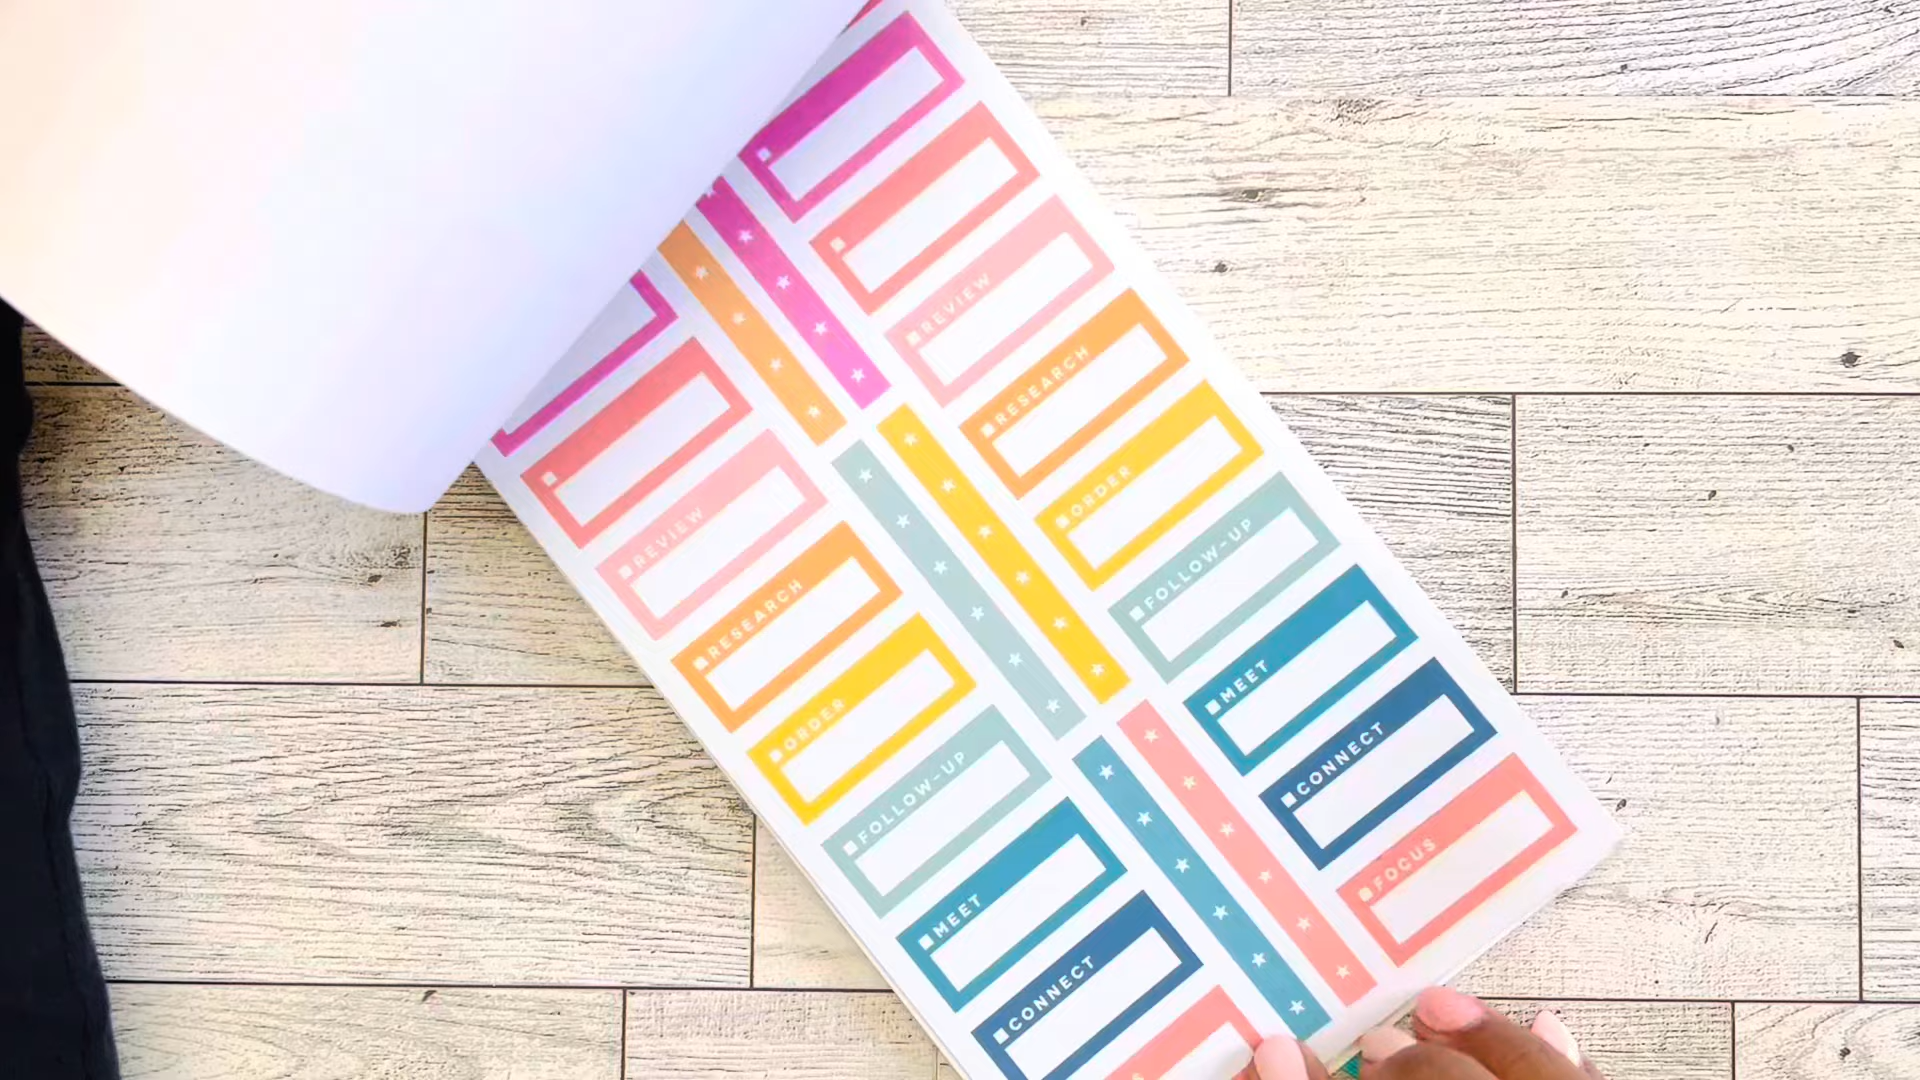 REVIEW
RESEARCH
ORDER
FOLLOW-UP
MEET
CONNECT
REVIEW
RESEARCH
ORDER
FOLLOW-UP
MEET
CONNECT
FOCUS